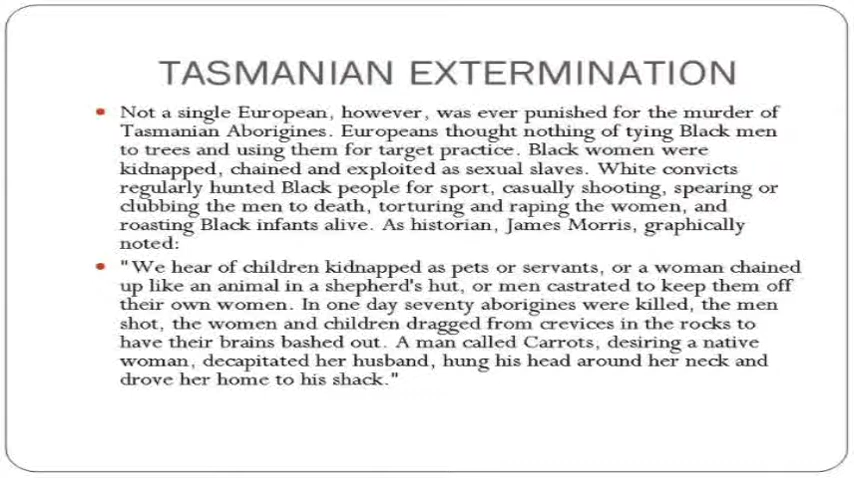 TASMANIAN EXTERMINATION
Not a single European, however, was ever punished for the murder of
Tasmanian Aborigines. Europeans thought nothing of tying Black men
to trees and using them for target practice. Black women were
kidnapped, chained and exploited as sexual slaves. White convicts
regularly hunted Black people for sport, casually shooting, spearing or
clubbing the men to death, torturing and raping the women, and
roasting Black infants alive. As historian, James Morris, graphically
noted:
"We hear of children kidnapped as pets or servants, or a woman chained
up like an animal in a shepherd's hut, or men castrated to keep them off
their own women. In one day seventy aborigines were killed, the men
shot, the women and children dragged from crevices in the rocks to
have their brains bashed out. A man called Carrots, desiring a native
woman, decapitated her husband, hung his head around her neck and
drove her home to his shack."